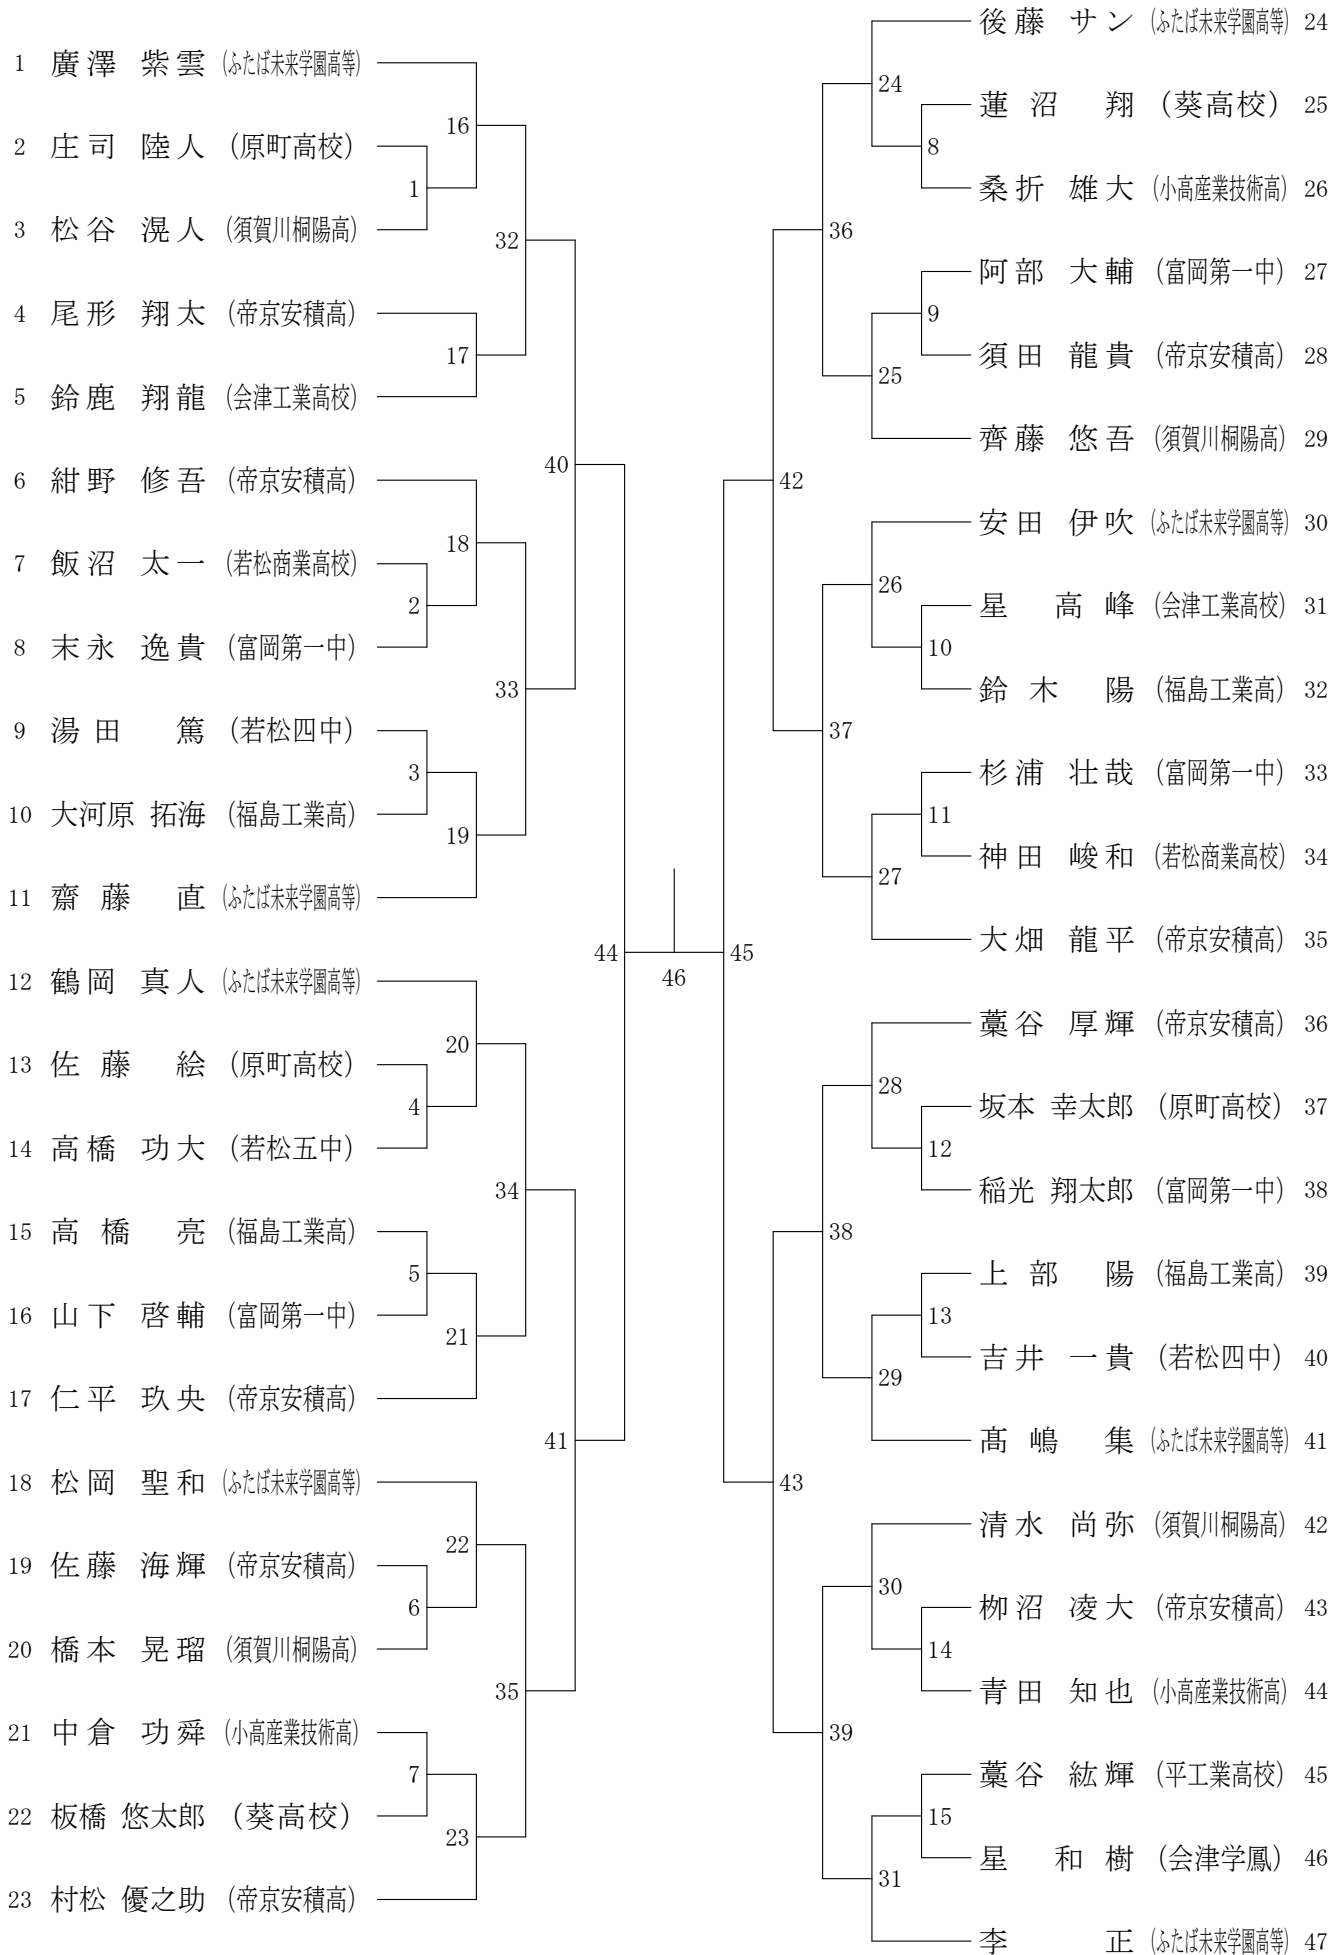 1 廣澤 紫雲 (ふたば未来学園高等)
2 庄司 陸人 (原町高校)
3 松谷 滉人 (須賀川桐陽高)
4 尾形 翔太 (帝京安積高)
5 鈴鹿 翔龍 (会津工業高校)
6 紺野 修吾 (帝京安積高)
7 飯沼 太一 (若松商業高校)
8 末永 逸貴 (富岡第一中)
9 湯田 篤 (若松四中)
10 大河原 拓海 (福島工業高)
11 齋藤 直 (ふたば未来学園高等)
12 鶴岡 真人 (ふたば未来学園高等)
13 佐藤 絵 (原町高校)
14 高橋 功大 (若松五中)
15 高橋 亮 (福島工業高)
16 山下 啓輔 (富岡第一中)
17 仁平 玖央 (帝京安積高)
18 松岡 聖和 (ふたば未来学園高等)
19 佐藤 海輝 (帝京安積高)
20 橋本 晃瑠 (須賀川桐陽高)
21 中倉 功舜 (小高産業技術高)
22 板橋 悠太郎 (葵高校)
23 村松 優之助 (帝京安積高)
1
2
3
4
5
6
7
16
17
18
19
20
21
22
23
32
33
34
35
40
41
44
46
45
42
43
36
37
38
39
24
25
26
27
28
29
30
31
8
9
10
11
12
13
14
15
後藤 サン (ふたば未来学園高等) 24
蓮沼 翔 (葵高校) 25
桑折 雄大 (小高産業技術高) 26
阿部 大輔 (富岡第一中) 27
須田 龍貴 (帝京安積高) 28
齊藤 悠吾 (須賀川桐陽高) 29
安田 伊吹 (ふたば未来学園高等) 30
星 高峰 (会津工業高校) 31
鈴木 陽 (福島工業高) 32
杉浦 壮哉 (富岡第一中) 33
神田 峻和 (若松商業高校) 34
大畑 龍平 (帝京安積高) 35
藁谷 厚輝 (帝京安積高) 36
坂本 幸太郎 (原町高校) 37
稲光 翔太郎 (富岡第一中) 38
上部 陽 (福島工業高) 39
吉井 一貴 (若松四中) 40
髙嶋 集 (ふたば未来学園高等) 41
清水 尚弥 (須賀川桐陽高) 42
栁沼 凌大 (帝京安積高) 43
青田 知也 (小高産業技術高) 44
藁谷 紘輝 (平工業高校) 45
星 和樹 (会津学鳳) 46
李 正 (ふたば未来学園高等) 47